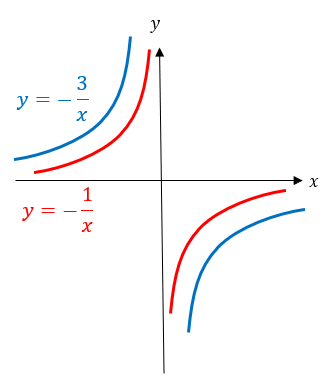 y
y = −3/x
x
y = −1/x